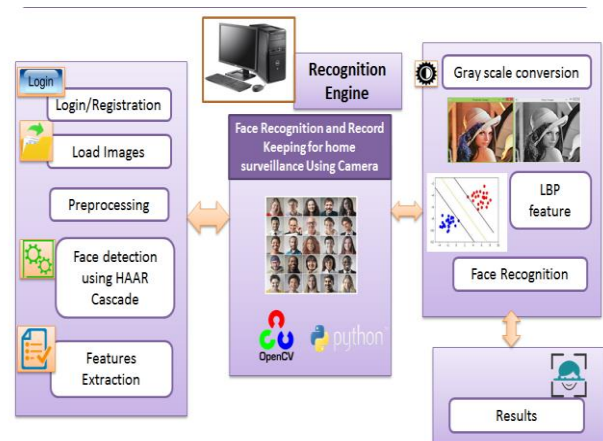 Login
Login/Registration
Load Images
Preprocessing
Face detection
using HAAR
Cascade
Features
Extraction
Recognition
Engine
Face Recognition and Record
Keeping for home
surveillance Using Camera
OpenCV
python
Gray scale conversion
LBP
feature
Face Recognition
Results